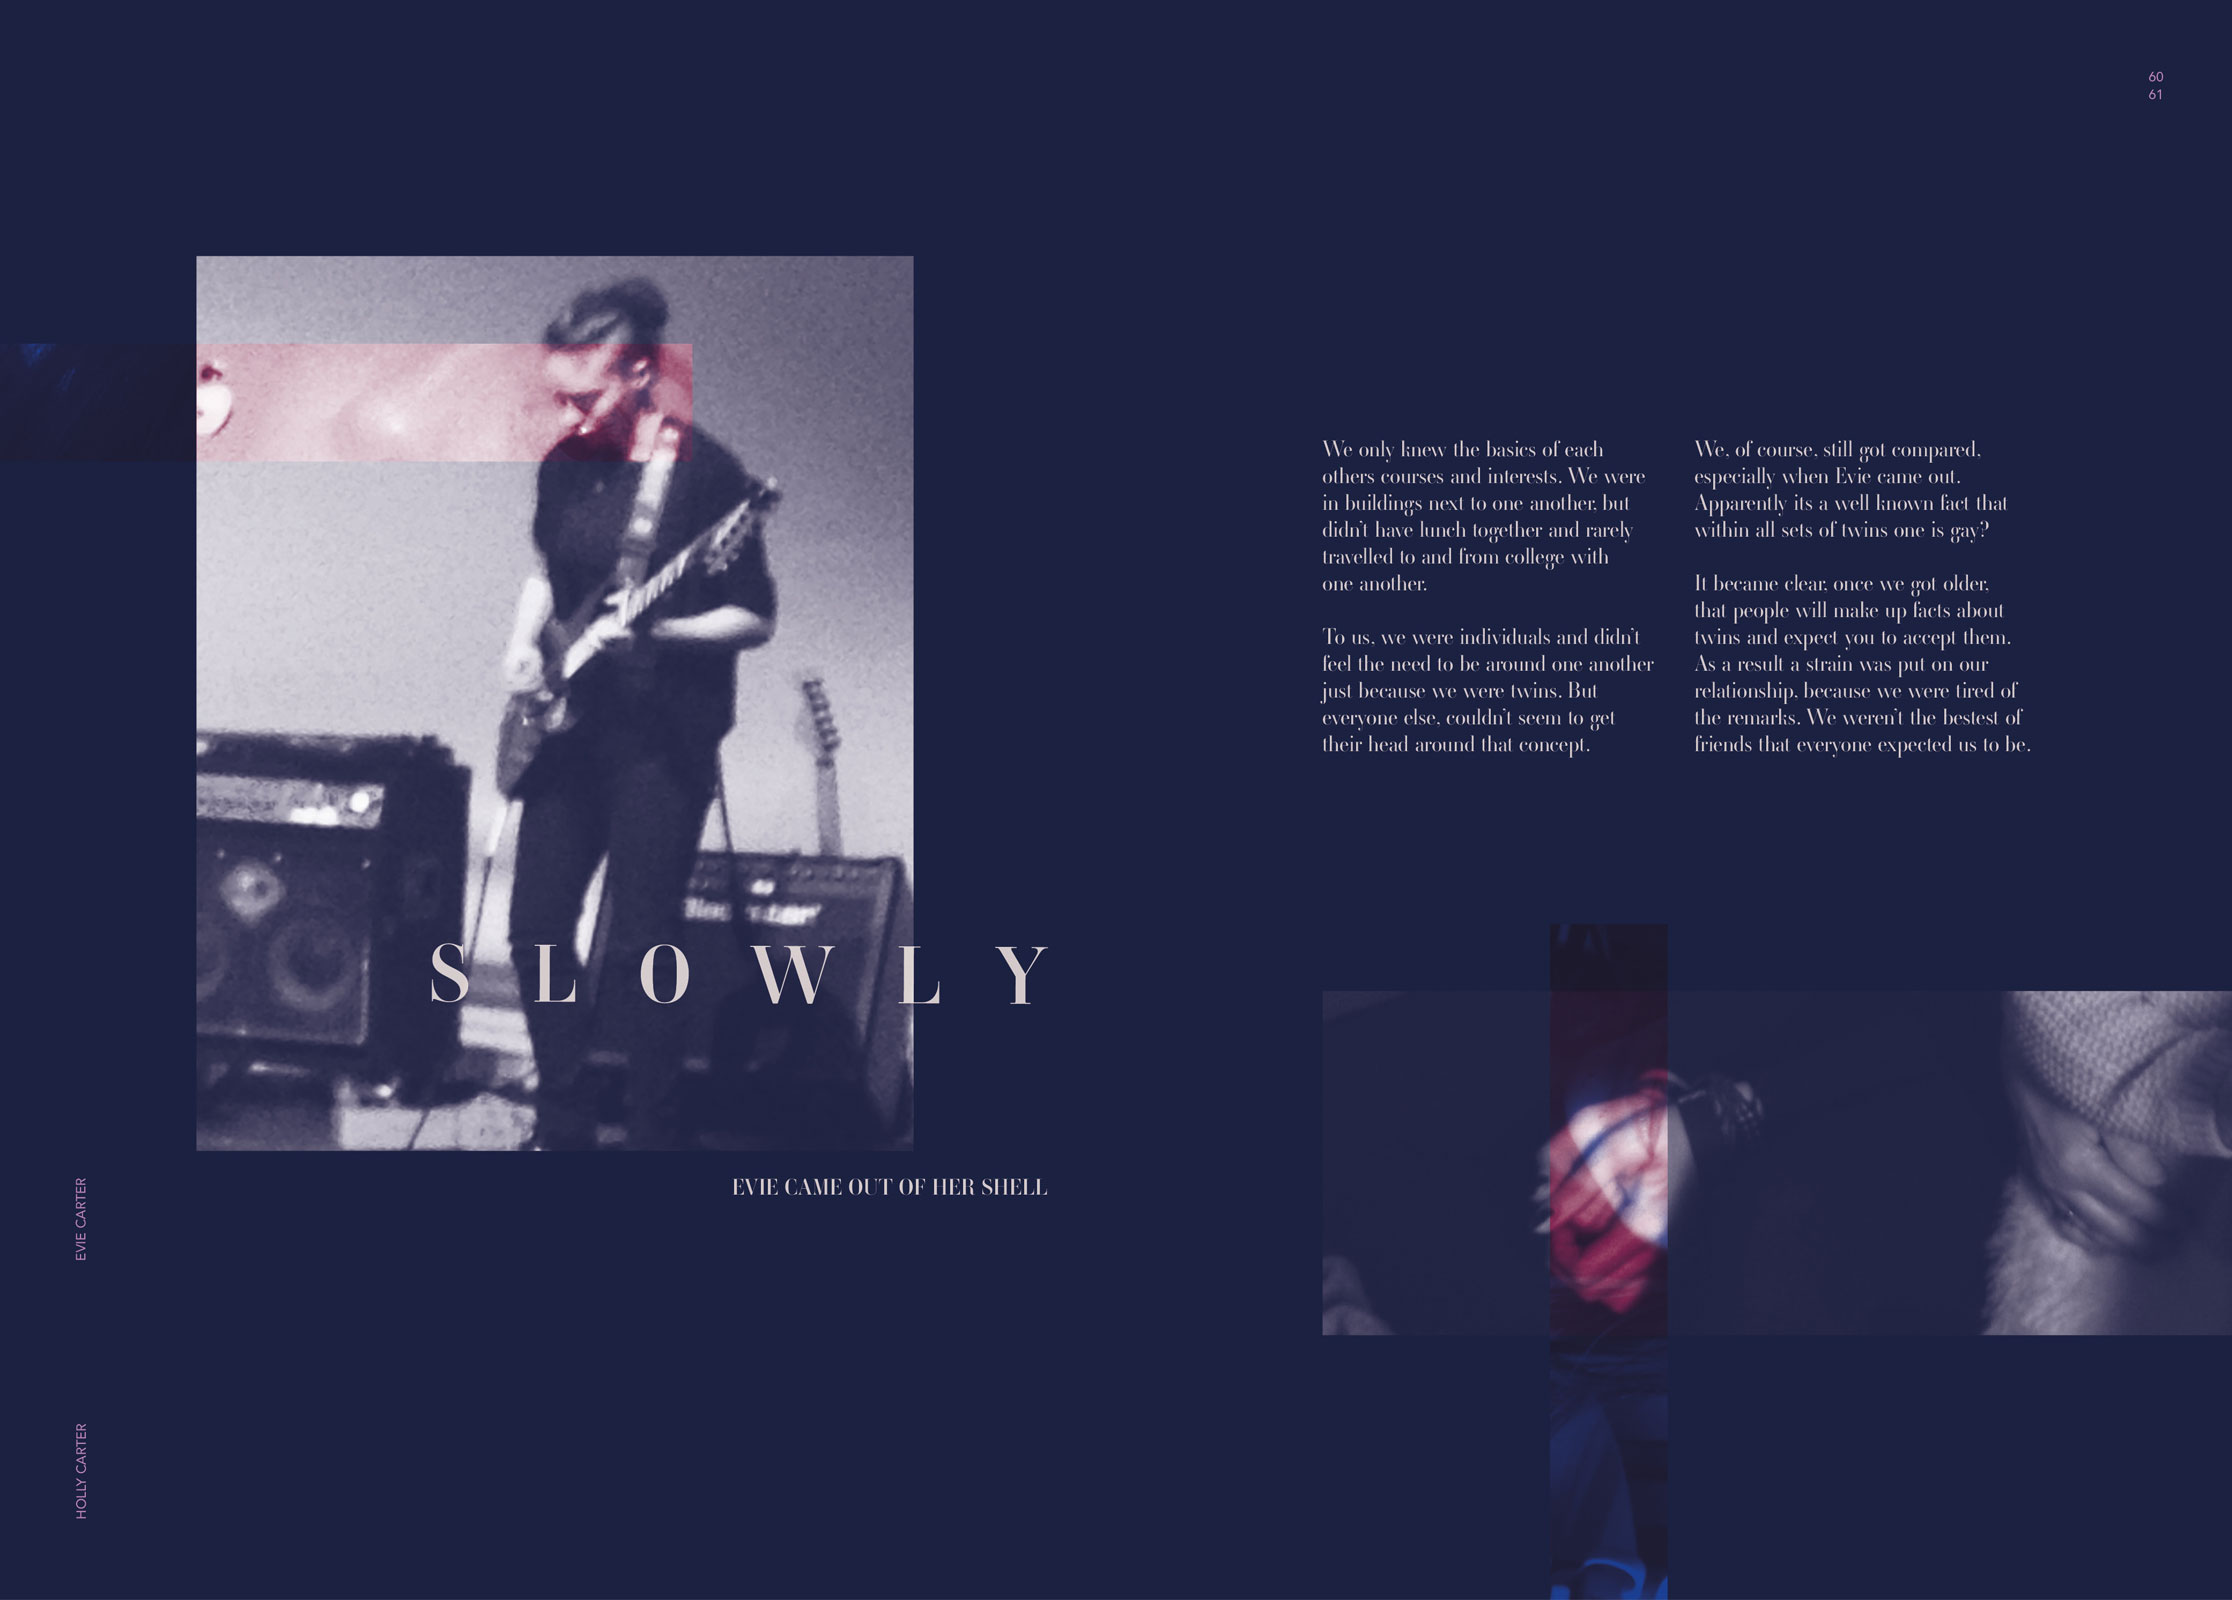 60
61
SLOWLY
EVIE CAME OUT OF HER SHELL
EVIE CARTER
HOLLY CARTER
We only knew the basics of each
others courses and interests. We were
in buildings next to one another, but
didn't have lunch together and rarely
travelled to and from college with
one another.
To us, we were individuals and didn't
feel the need to be around one another
just because we were twins. But
everyone else, couldn't seem to get
their head around that concept.
We, of course, still got compared,
especially when Evie came out.
Apparently its a well known fact that
within all sets of twins one is gay?
It became clear, once we got older,
that people will make up facts about
twins and expect you to accept them.
As a result a strain was put on our
relationship, because we were tired of
the remarks. We weren't the bestest of
friends that everyone expected us to be.